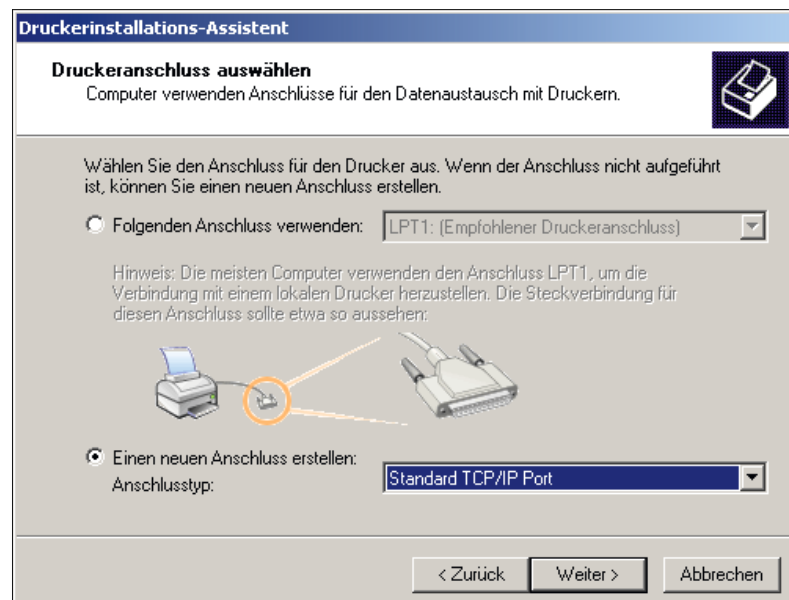 Druckerinstallations-Assistent
Druckeranschluss auswählen
Computer verwenden Anschlüsse für den Datenaustausch mit Druckern.
Wählen Sie den Anschluss für den Drucker aus. Wenn der Anschluss nicht aufgeführt
ist, können Sie einen neuen Anschluss erstellen.
Folgenden Anschluss verwenden: LPT1: (Empfohlener Druckeranschluss)
Hinweis: Die meisten Computer verwenden den Anschluss LPT1, um die
Verbindung mit einem lokalen Drucker herzustellen. Die Steckverbindung für
diesen Anschluss sollte etwa so aussehen:
Einen neuen Anschluss erstellen:
Anschlusstyp: Standard TCP/IP Port
< Zurück Weiter > Abbrechen